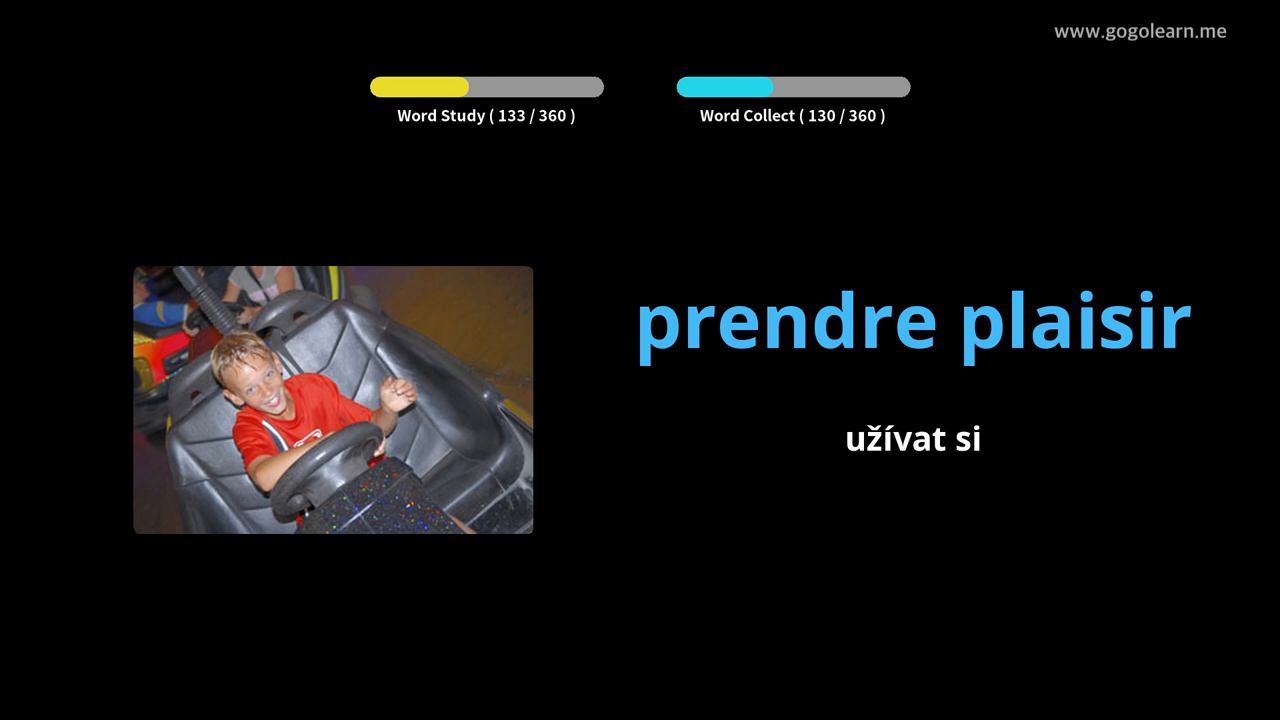 www.gogolearn.me
Word Study ( 133 / 360 )
Word Collect ( 130 / 360 )
prendre plaisir
užívat si